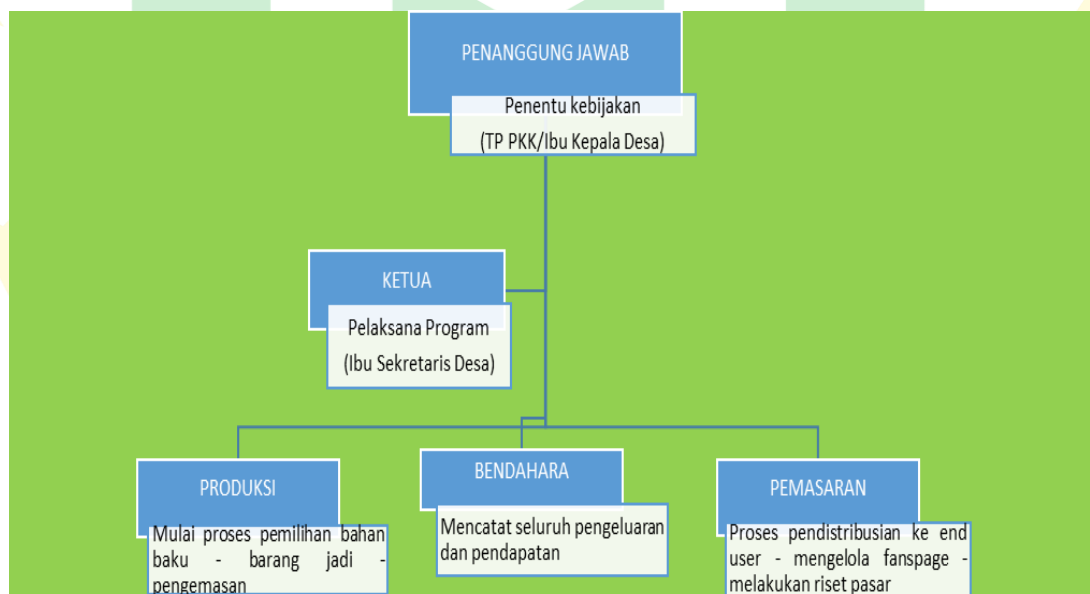 PENANGGUNG JAWAB
Penentu kebijakan
(TP PKK/Ibu Kepala Desa)
KETUA
Pelaksana Program
(Ibu Sekretaris Desa)
PRODUKSI
Mulai proses pemilihan bahan
baku - barang jadi -
pengemasan
BENDAHARA
Mencatat seluruh pengeluaran
dan pendapatan
PEMASARAN
Proses pendistribusian ke end
user - mengelola fanspage -
melakukan riset pasar